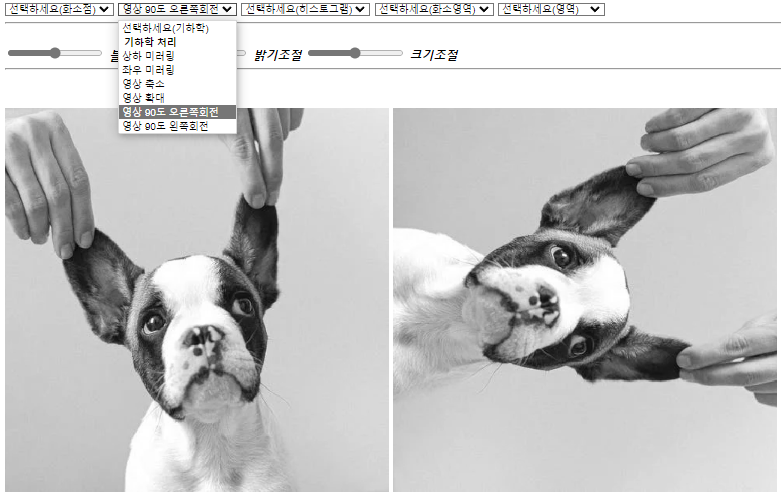 선택하세요(화소점) 영상 90도 오른쪽회전 선택하세요(히스토그램) 선택하세요(화소영역) 선택하세요(영역)
선택하세요(기하학)
기하학 처리
상하 미러링
좌우 미러링
영상 축소
영상 확대
영상 90도 오른쪽회전
영상 90도 왼쪽회전
밝기조절 크기조절